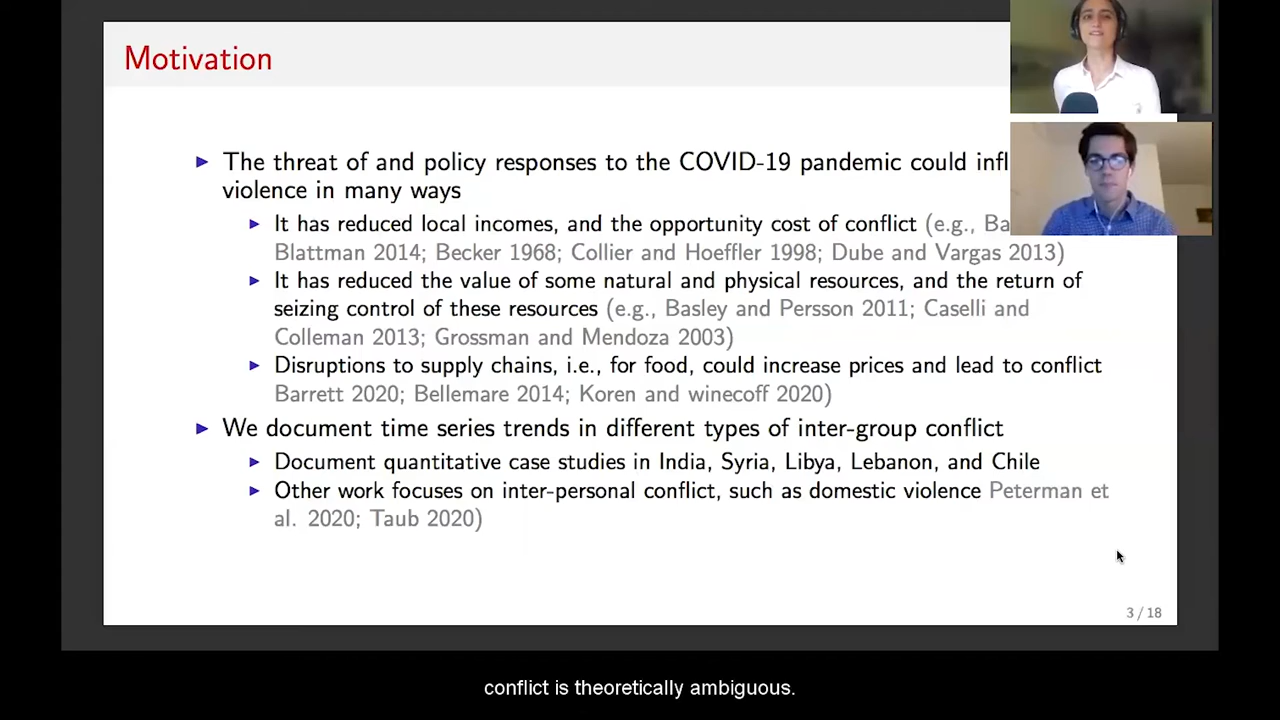 Motivation
The threat of and policy responses to the COVID-19 pandemic could
violence in many ways
It has reduced local incomes, and the opportunity cost of conflict (e.g.,
Blattman 2014; Becker 1968; Collier and Hoeffler 1998; Dube and Vargas 2013)
It has reduced the value of some natural and physical resources, and the return of
seizing control of these resources (e.g., Basley and Persson 2011; Caselli and
Colleman 2013; Grossman and Mendoza 2003)
Disruptions to supply chains, i.e., for food, could increase prices and lead to conflict
Barrett 2020; Bellemare 2014; Koren and winecoff 2020)
We document time series trends in different types of inter-group conflict
Document quantitative case studies in India, Syria, Libya, Lebanon, and Chile
Other work focuses on inter-personal conflict, such as domestic violence Peterman et
al. 2020; Taub 2020)
3 / 18
conflict is theoretically ambiguous.